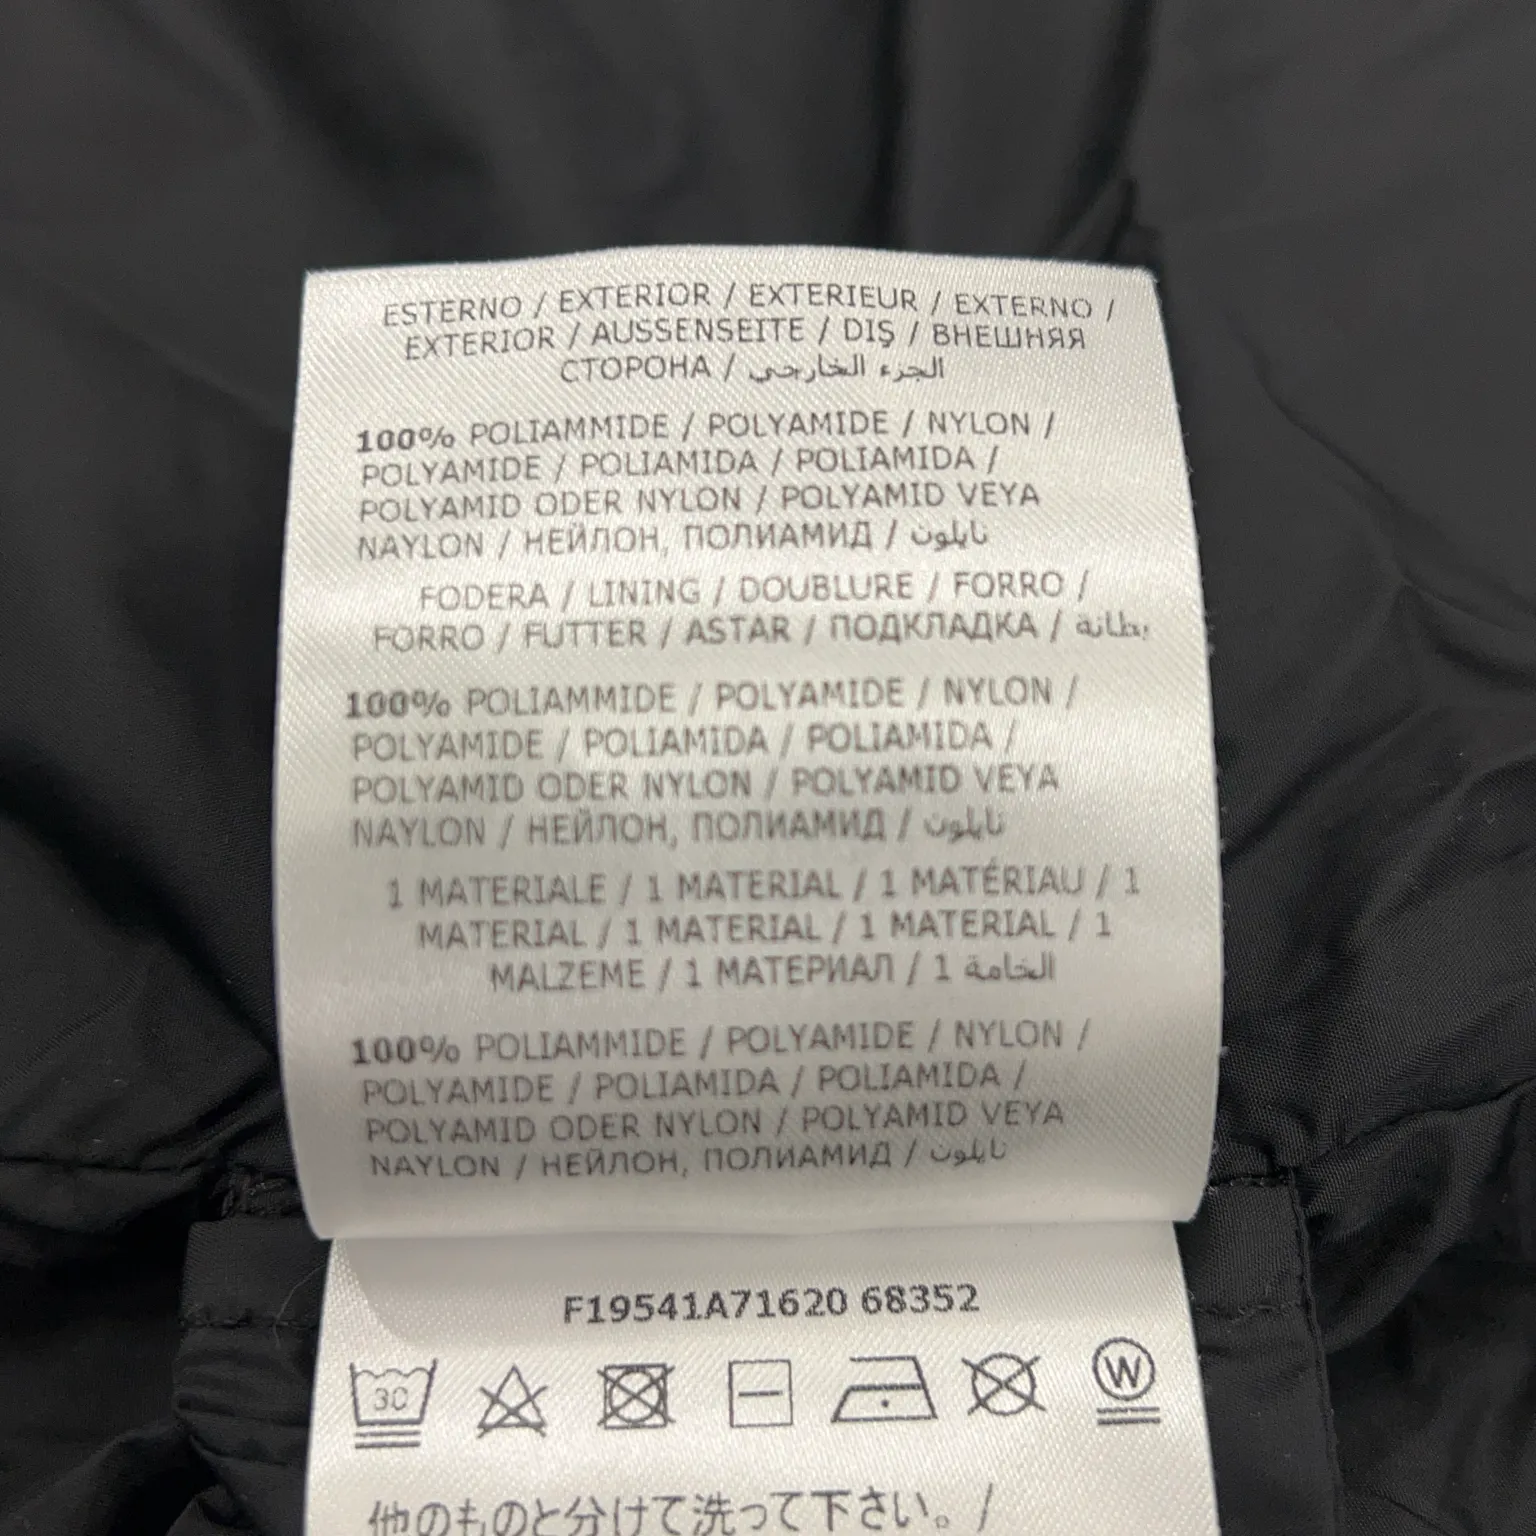 ESTERNO / EXTERIOR / EXTERIEUR / EXTERNO /
EXTERIOR / AUSSENSEITE / DIŞ / ВНЕШНЯЯ
СТОРОНА / الجزء الخارجي
100% POLIAMMIDE / POLYAMIDE / NYLON /
POLYAMIDE / POLIAMIDA / POLIAMIDA /
POLYAMID ODER NYLON / POLYAMID VEYA
NAYLON / НЕЙЛОН, ПОЛИАМИД / نايلون
FODERA / LINING / DOUBLURE / FORRO /
FORRO / FUTTER / ASTAR / ПОДКЛАДКА / بطانة
100% POLIAMMIDE / POLYAMIDE / NYLON /
POLYAMIDE / POLIAMIDA / POLIAMIDA /
POLYAMID ODER NYLON / POLYAMID VEYA
NAYLON / НЕЙЛОН, ПОЛИАМИД / نايلون
1 MATERIALE / 1 MATERIAL / 1 MATÉRIAU / 1
MATERIAL / 1 MATERIAL / 1 MATERIAL / 1
MALZEME / 1 МАТЕРИАЛ / 1 الخامة
100% POLIAMMIDE / POLYAMIDE / NYLON /
POLYAMIDE / POLIAMIDA / POLIAMIDA /
POLYAMID ODER NYLON / POLYAMID VEYA
NAYLON / НЕЙЛОН, ПОЛИАМИД / نايلون
F19541A71620 68352
30 W
他のものと分けて洗って下さい。 /